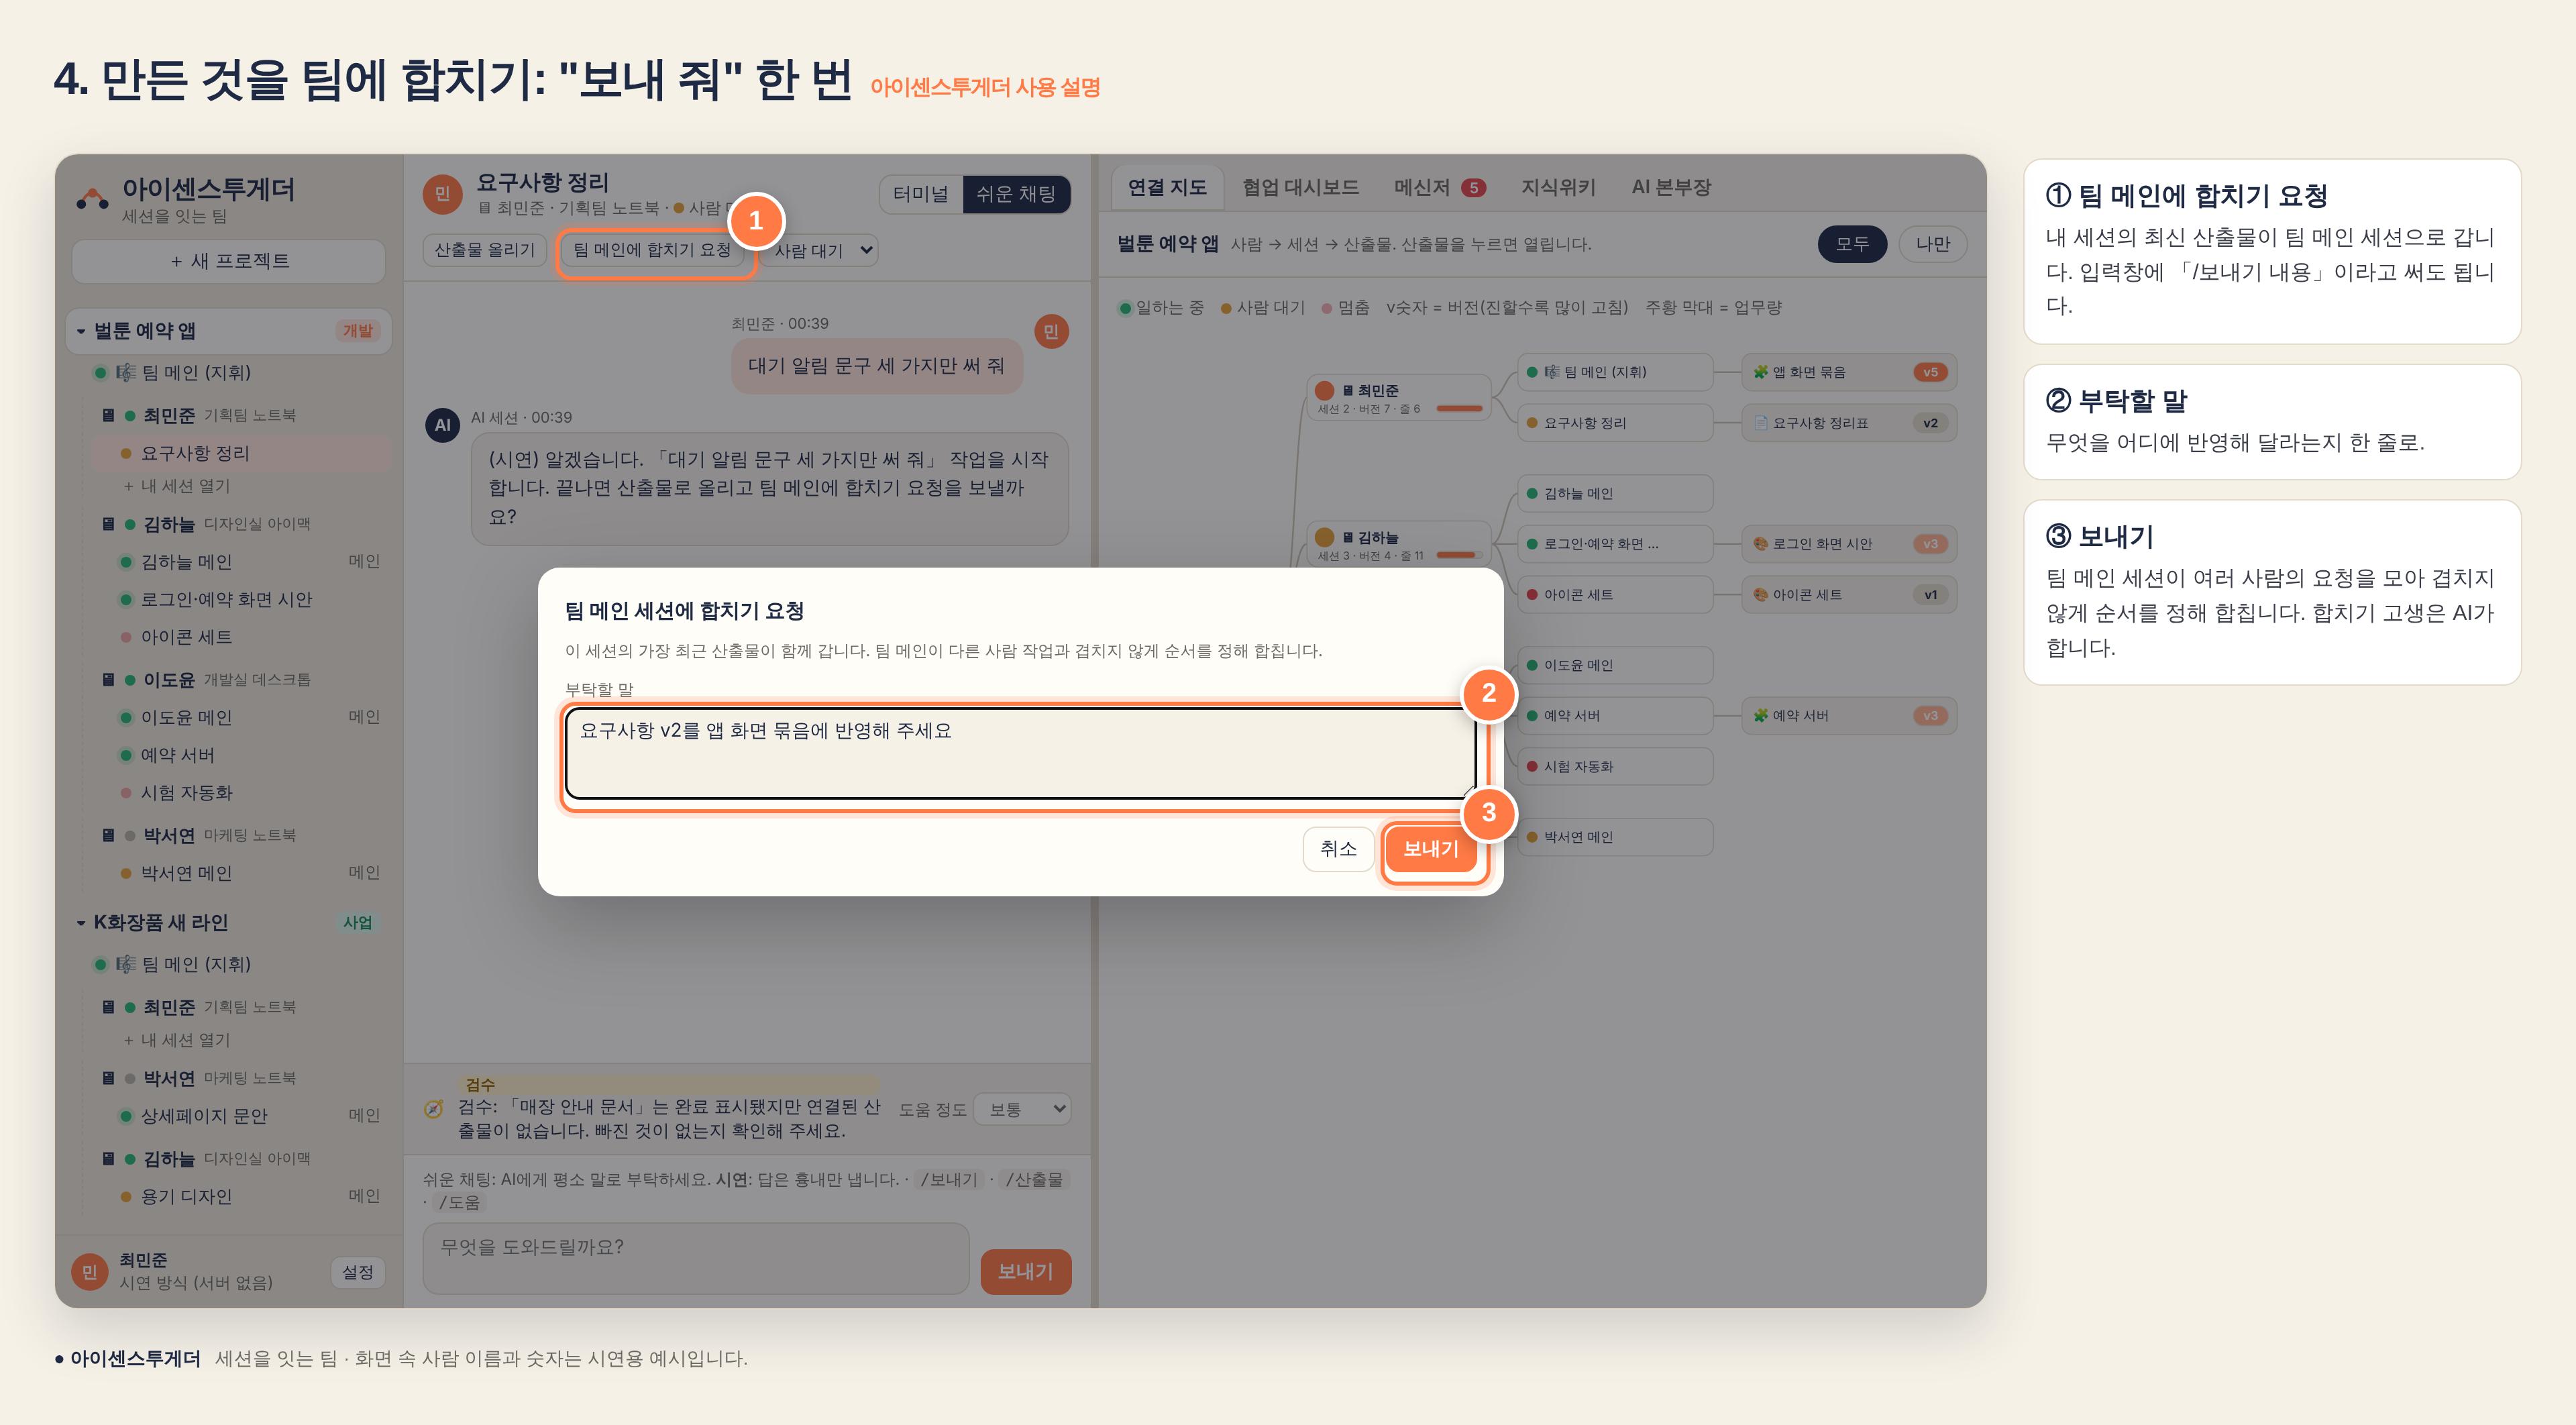 4. 만든 것을 팀에 합치기: "보내 줘" 한 번 아이센스투게더 사용 설명
아이센스투게더
세션을 잇는 팀
+ 새 프로젝트
벌툰 예약 앱 개발
팀 메인 (지휘)
최민준 기획팀 노트북
요구사항 정리
+ 내 세션 열기
김하늘 디자인실 아이맥
김하늘 메인 메인
로그인·예약 화면 시안
아이콘 세트
이도윤 개발실 데스크톱
이도윤 메인 메인
예약 서버
시험 자동화
박서연 마케팅 노트북
박서연 메인 메인
K화장품 새 라인 사업
팀 메인 (지휘)
최민준 기획팀 노트북
+ 내 세션 열기
박서연 마케팅 노트북
상세페이지 문안 메인
김하늘 디자인실 아이맥
용기 디자인 메인
민 최민준
시연 방식 (서버 없음)
설정
민 요구사항 정리
최민준 · 기획팀 노트북 · 사람
터미널 쉬운 채팅
산출물 올리기 팀 메인에 합치기 요청 사람 대기
1
최민준 · 00:39
민
대기 알림 문구 세 가지만 써 줘
AI AI 세션 · 00:39
(시연) 알겠습니다. 「대기 알림 문구 세 가지만 써 줘」 작업을 시작
합니다. 끝나면 산출물로 올리고 팀 메인에 합치기 요청을 보낼까
요?
팀 메인 세션에 합치기 요청
이 세션의 가장 최근 산출물이 함께 갑니다. 팀 메인이 다른 사람 작업과 겹치지 않게 순서를 정해 합칩니다.
부탁할 말
2
요구사항 v2를 앱 화면 묶음에 반영해 주세요
3
취소 보내기
검수
검수: 「매장 안내 문서」는 완료 표시됐지만 연결된 산
출물이 없습니다. 빠진 것이 없는지 확인해 주세요.
도움 정도 보통
쉬운 채팅: AI에게 평소 말로 부탁하세요. 시연: 답은 흉내만 냅니다. · /보내기 · /산출물
· /도움
무엇을 도와드릴까요?
보내기
연결 지도 협업 대시보드 메신저 5 지식위키 AI 본부장
벌툰 예약 앱 사람 → 세션 → 산출물. 산출물을 누르면 열립니다.
모두 나만
일하는 중 사람 대기 멈춤 v숫자 = 버전(진할수록 많이 고침) 주황 막대 = 업무량
최민준
세션 2 · 버전 7 · 줄 6
팀 메인 (지휘) 앱 화면 묶음 v5
요구사항 정리 요구사항 정리표 v2
김하늘
세션 3 · 버전 4 · 줄 11
김하늘 메인
로그인·예약 화면 ... 로그인 화면 시안 v3
아이콘 세트 아이콘 세트 v1
이도윤 메인
예약 서버 예약 서버 v3
시험 자동화
박서연 메인
① 팀 메인에 합치기 요청
내 세션의 최신 산출물이 팀 메인 세션으로 갑니
다. 입력창에 「/보내기 내용」이라고 써도 됩니
다.
② 부탁할 말
무엇을 어디에 반영해 달라는지 한 줄로.
③ 보내기
팀 메인 세션이 여러 사람의 요청을 모아 겹치지
않게 순서를 정해 합칩니다. 합치기 고생은 AI가
합니다.
● 아이센스투게더 세션을 잇는 팀 · 화면 속 사람 이름과 숫자는 시연용 예시입니다.